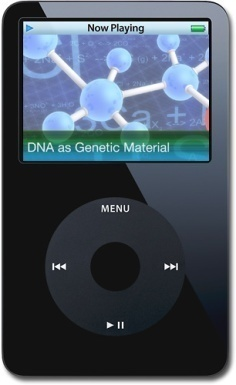 Now Playing
DNA as Genetic Material
MENU